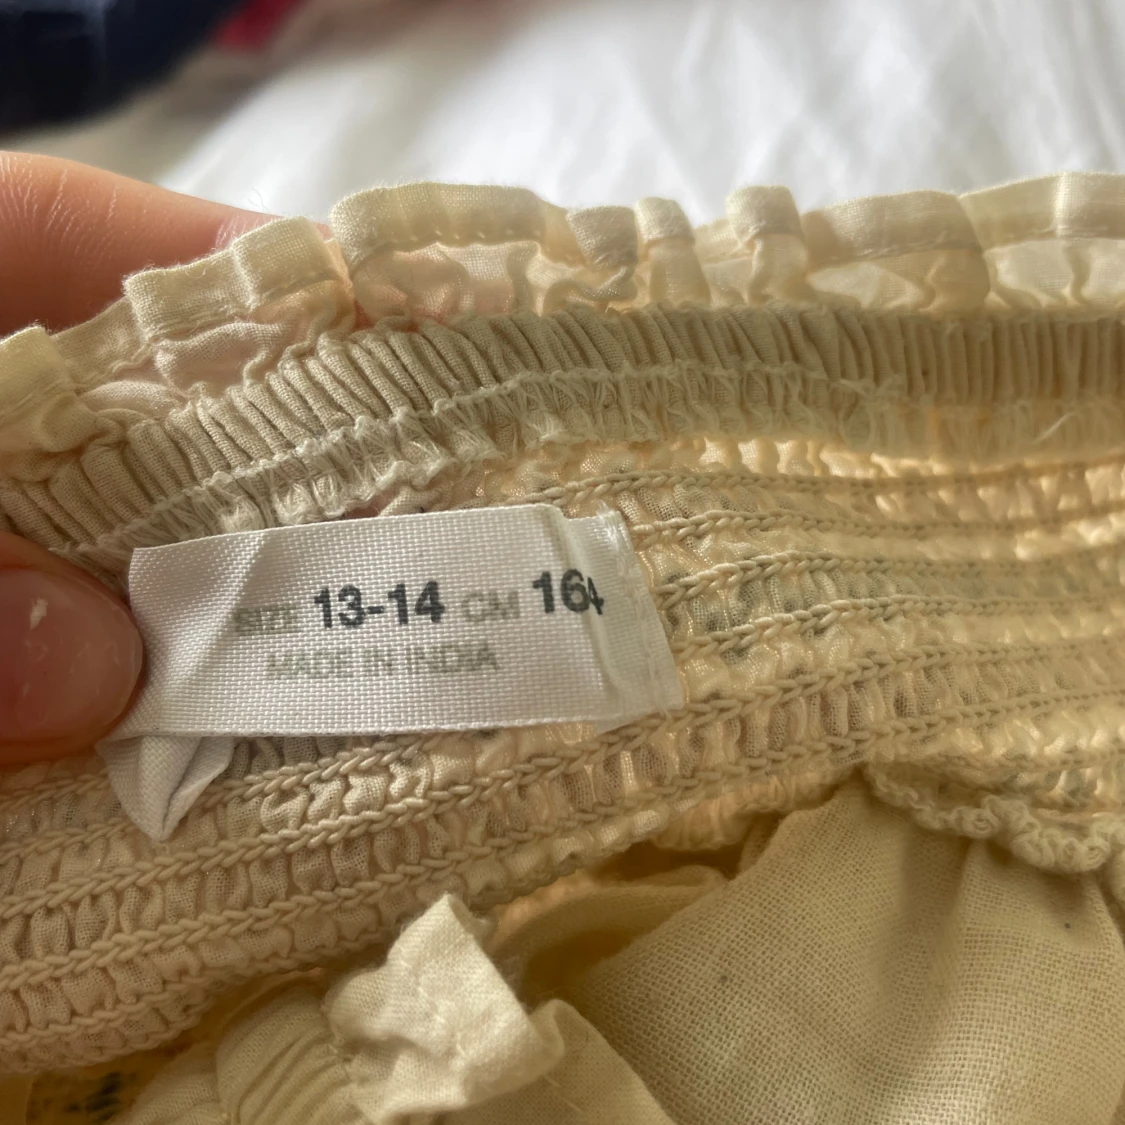 SIZE 13-14 CM 164
MADE IN INDIA